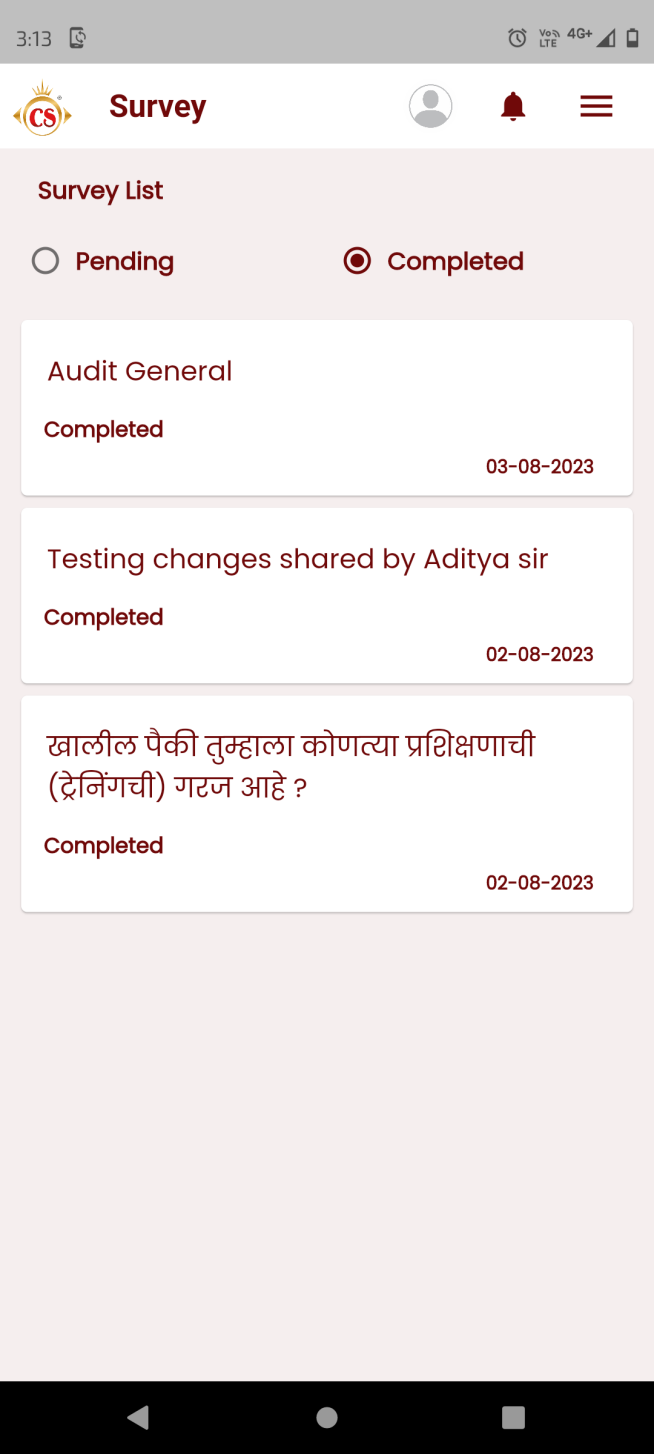 3:13
Vo))
LTE
4G+
CS
Survey
Survey List
Pending
Completed
Audit General
Completed
03-08-2023
Testing changes shared by Aditya sir
Completed
02-08-2023
खालील पैकी तुम्हाला कोणत्या प्रशिक्षणाची
(ट्रेनिंगची) गरज आहे ?
Completed
02-08-2023